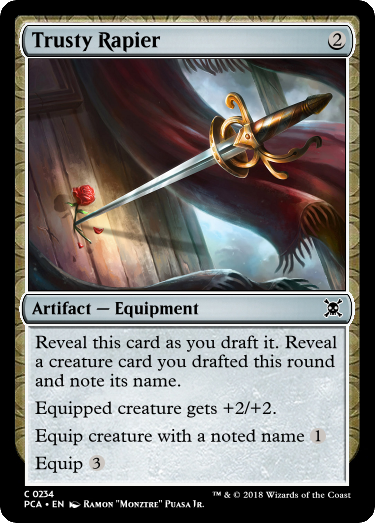 Trusty Rapier 2
Artifact — Equipment
Reveal this card as you draft it. Reveal
a creature card you drafted this round
and note its name.
Equipped creature gets +2/+2.
Equip creature with a noted name 1
Equip 3
C 0234
PCA • EN Ramon "Monztre" Puasa Jr.
™ & © 2018 Wizards of the Coast